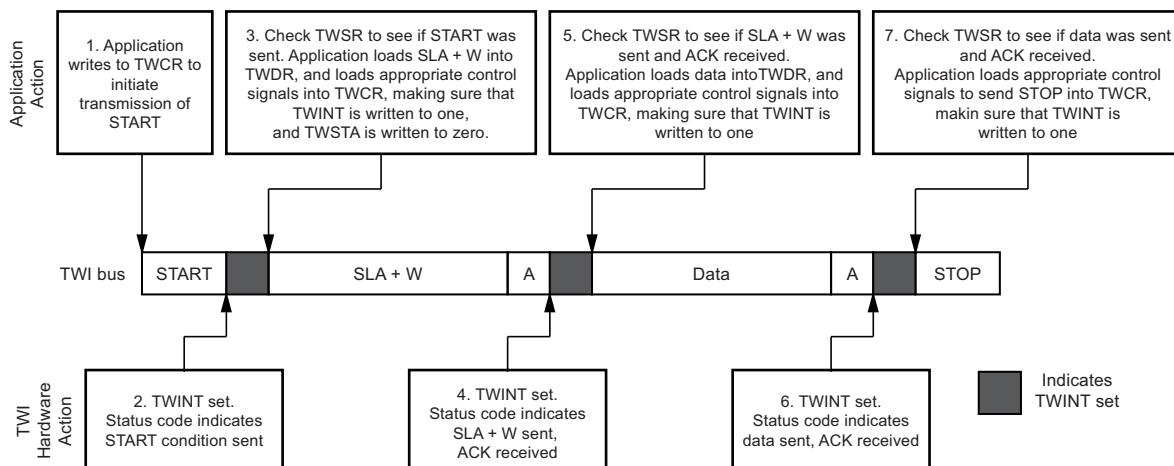 Application
Action
1. Application
writes to TWCR to
initiate
transmission of
START
3. Check TWSR to see if START was
sent. Application loads SLA + W into
TWDR, and loads appropriate control
signals into TWCR, making sure that
TWINT is written to one,
and TWSTA is written to zero.
5. Check TWSR to see if SLA + W was
sent and ACK received.
Application loads data intoTWDR, and
loads appropriate control signals into
TWCR, making sure that TWINT is
written to one
7. Check TWSR to see if data was sent
and ACK received.
Application loads appropriate control
signals to send STOP into TWCR,
makin sure that TWINT is
written to one
TWI bus
START
SLA + W
A
Data
A
STOP
TWI
Hardware
Action
2. TWINT set.
Status code indicates
START condition sent
4. TWINT set.
Status code indicates
SLA + W sent,
ACK received
6. TWINT set.
Status code indicates
data sent, ACK received
Indicates
TWINT set